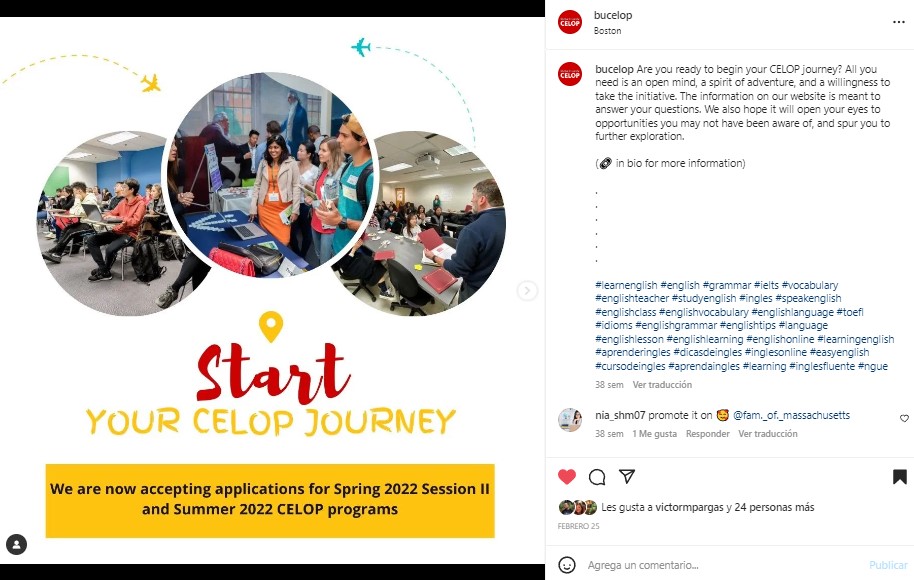 Start
YOUR CELOP JOURNEY
We are now accepting applications for Spring 2022 Session II
and Summer 2022 CELOP programs
CELOP
bucelop
Boston
CELOP
bucelop Are you ready to begin your CELOP journey? All you
need is an open mind, a spirit of adventure, and a willingness to
take the initiative. The information on our website is meant to
answer your questions. We also hope it will open your eyes to
opportunities you may not have been aware of, and spur you to
further exploration.
( in bio for more information)
.
.
.
.
.
.
#learnenglish #english #grammar #ielts #vocabulary
#englishteacher #studyenglish #ingles #speakenglish
#englishclass #englishvocabulary #englishlanguage #toefl
#idioms #englishgrammar #englishtips #language
#englishlesson #englishlearning #englishonline #learningenglish
#aprenderingles #dicasdeingles #inglesonline #easyenglish
#cursodeingles #aprendaingles #learning #inglesfluente #ngue
38 sem Ver traducción
nia_shm07 promote it on 🥰 @fam._of._massachusetts
38 sem 1 Me gusta Responder Ver traducción
Les gusta a victormpargas y 24 personas más
FEBRERO 25
Agrega un comentario...
Publicar